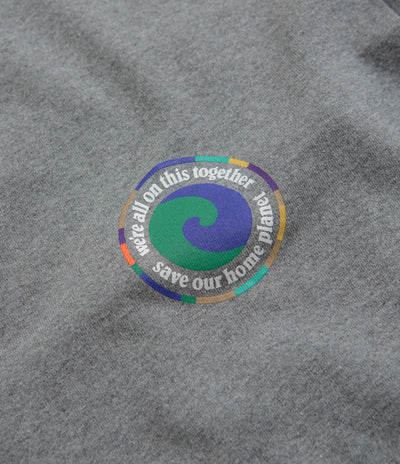 we're all on this together
save our home planet